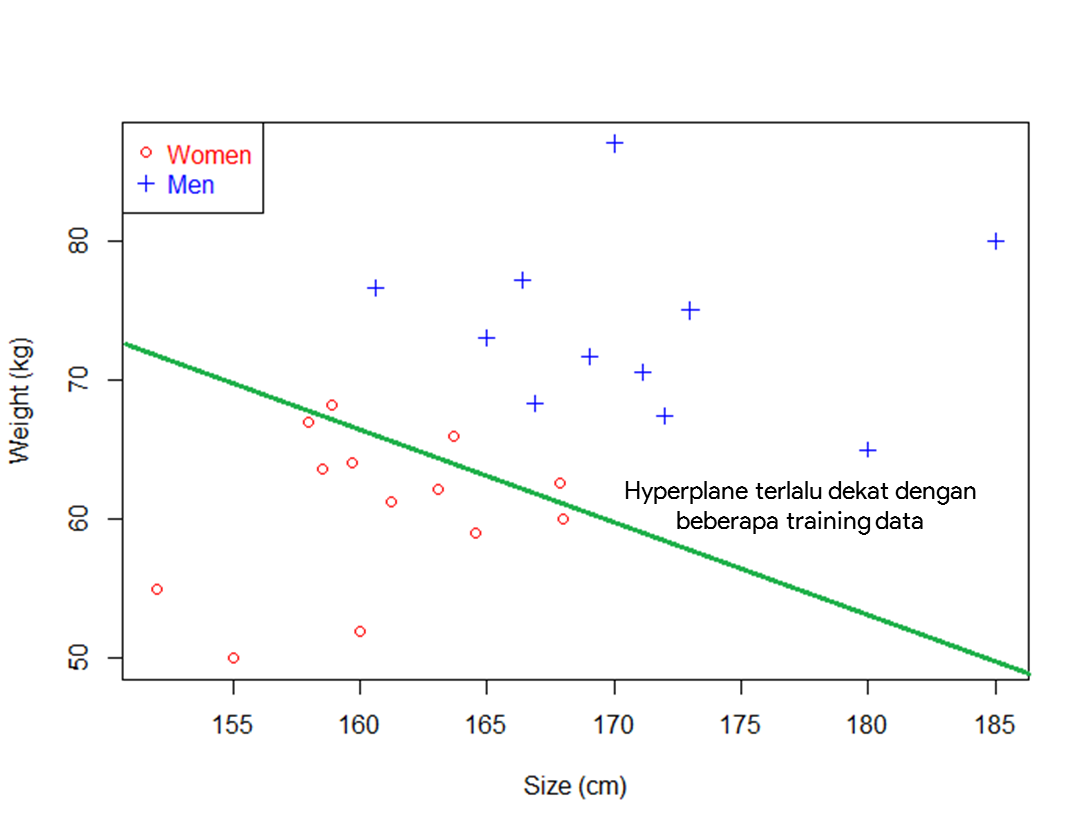 Women
Men
80
70
60
50
Weight (kg)
Hyperplane terlalu dekat dengan
beberapa training data
155 160 165 170 175 180 185
Size (cm)